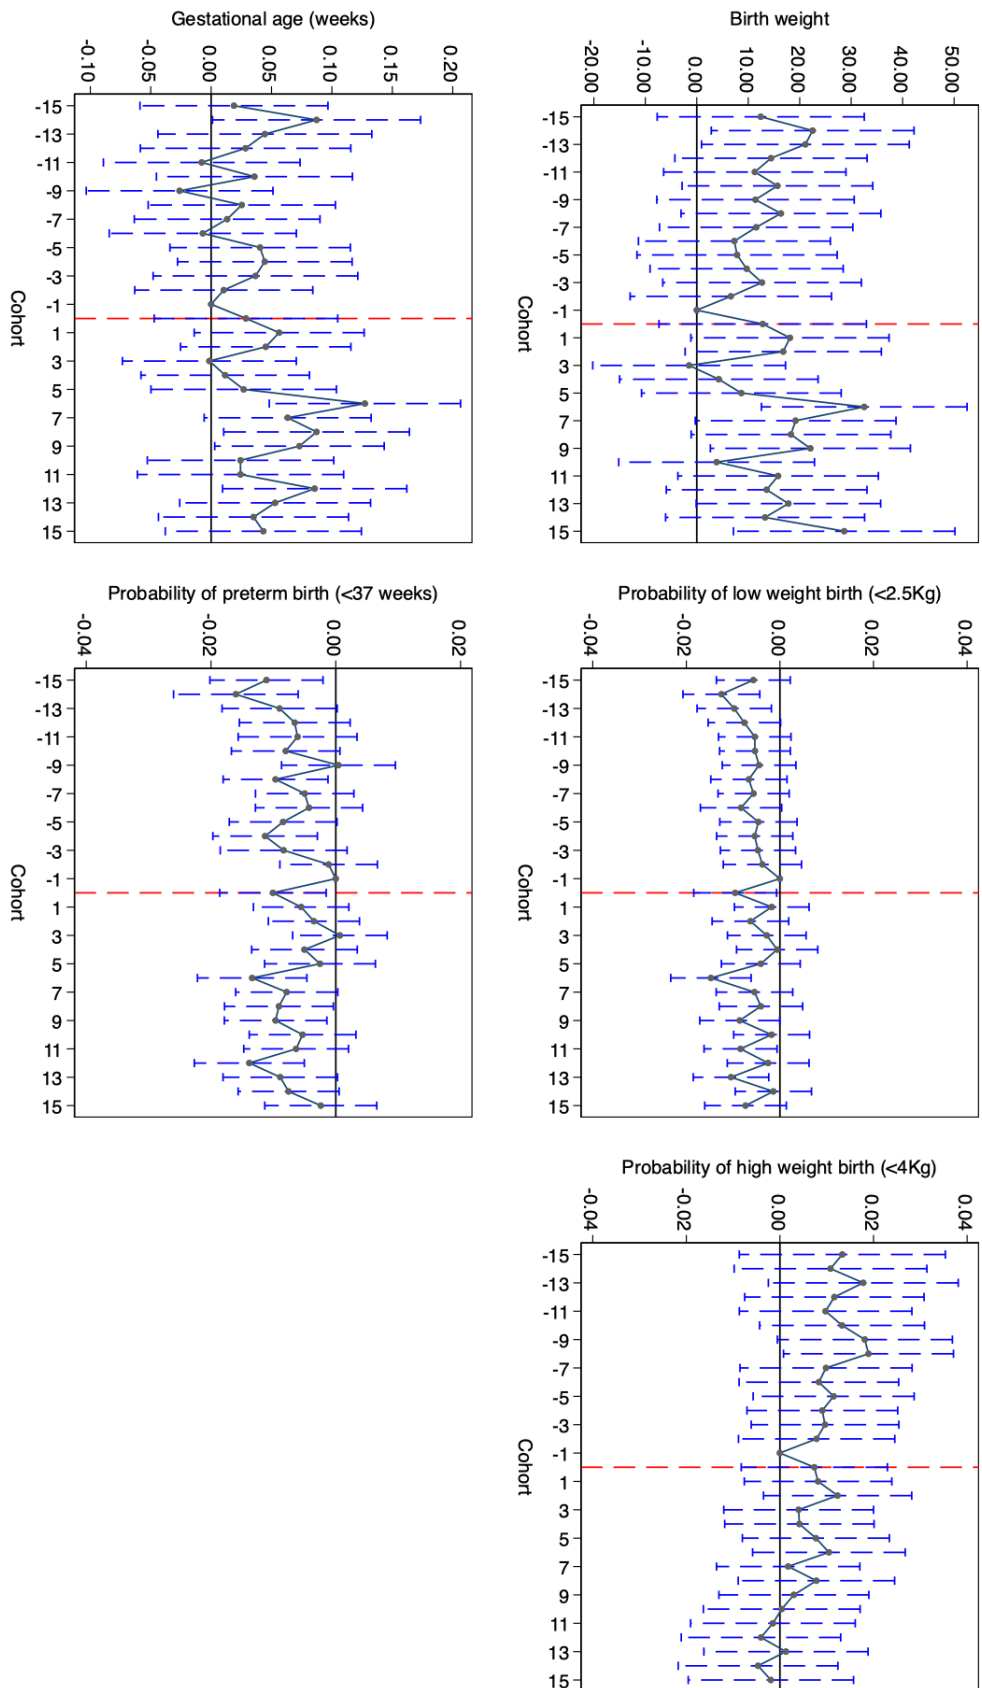 Birth weight
50.00
40.00
30.00
20.00
10.00
0.00
-10.00
-20.00
-15 -13 -11 -9 -7 -5 -3 -1 1 3 5 7 9 11 13 15
Cohort
Probability of low weight birth (<2.5Kg)
0.04
0.02
0.00
-0.02
-0.04
-15 -13 -11 -9 -7 -5 -3 -1 1 3 5 7 9 11 13 15
Cohort
Probability of high weight birth (<4Kg)
0.04
0.02
0.00
-0.02
-0.04
-15 -13 -11 -9 -7 -5 -3 -1 1 3 5 7 9 11 13 15
Cohort
Gestational age (weeks)
0.20
0.15
0.10
0.05
0.00
-0.05
-0.10
-15 -13 -11 -9 -7 -5 -3 -1 1 3 5 7 9 11 13 15
Cohort
Probability of preterm birth (<37 weeks)
0.02
0.00
-0.02
-0.04
-15 -13 -11 -9 -7 -5 -3 -1 1 3 5 7 9 11 13 15
Cohort